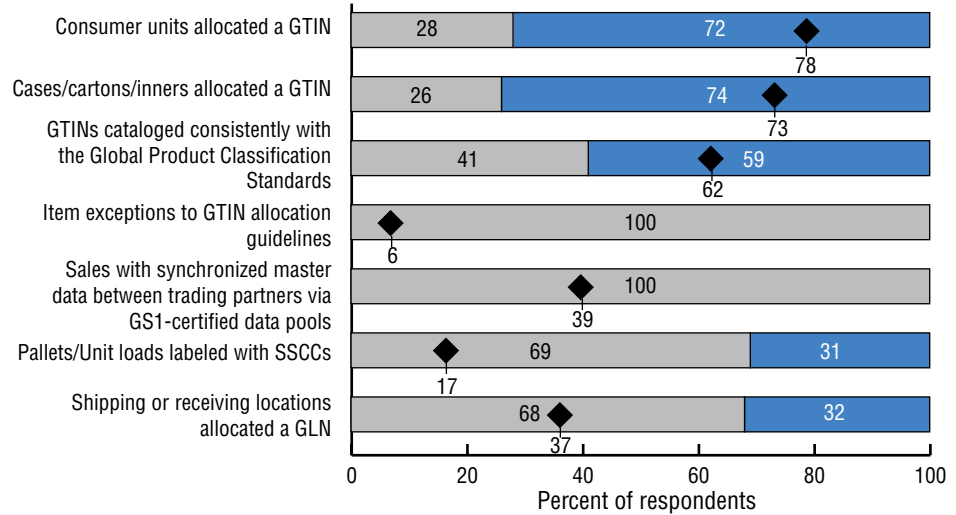 Consumer units allocated a GTIN
28 72
78
Cases/cartons/inners allocated a GTIN
26 74
73
GTINs cataloged consistently with
the Global Product Classification
Standards
41 59
62
Item exceptions to GTIN allocation
guidelines
100
6
Sales with synchronized master
data between trading partners via
GS1-certified data pools
100
39
Pallets/Unit loads labeled with SSCCs
69 31
17
Shipping or receiving locations
allocated a GLN
68 32
37
0 20 40 60 80 100
Percent of respondents